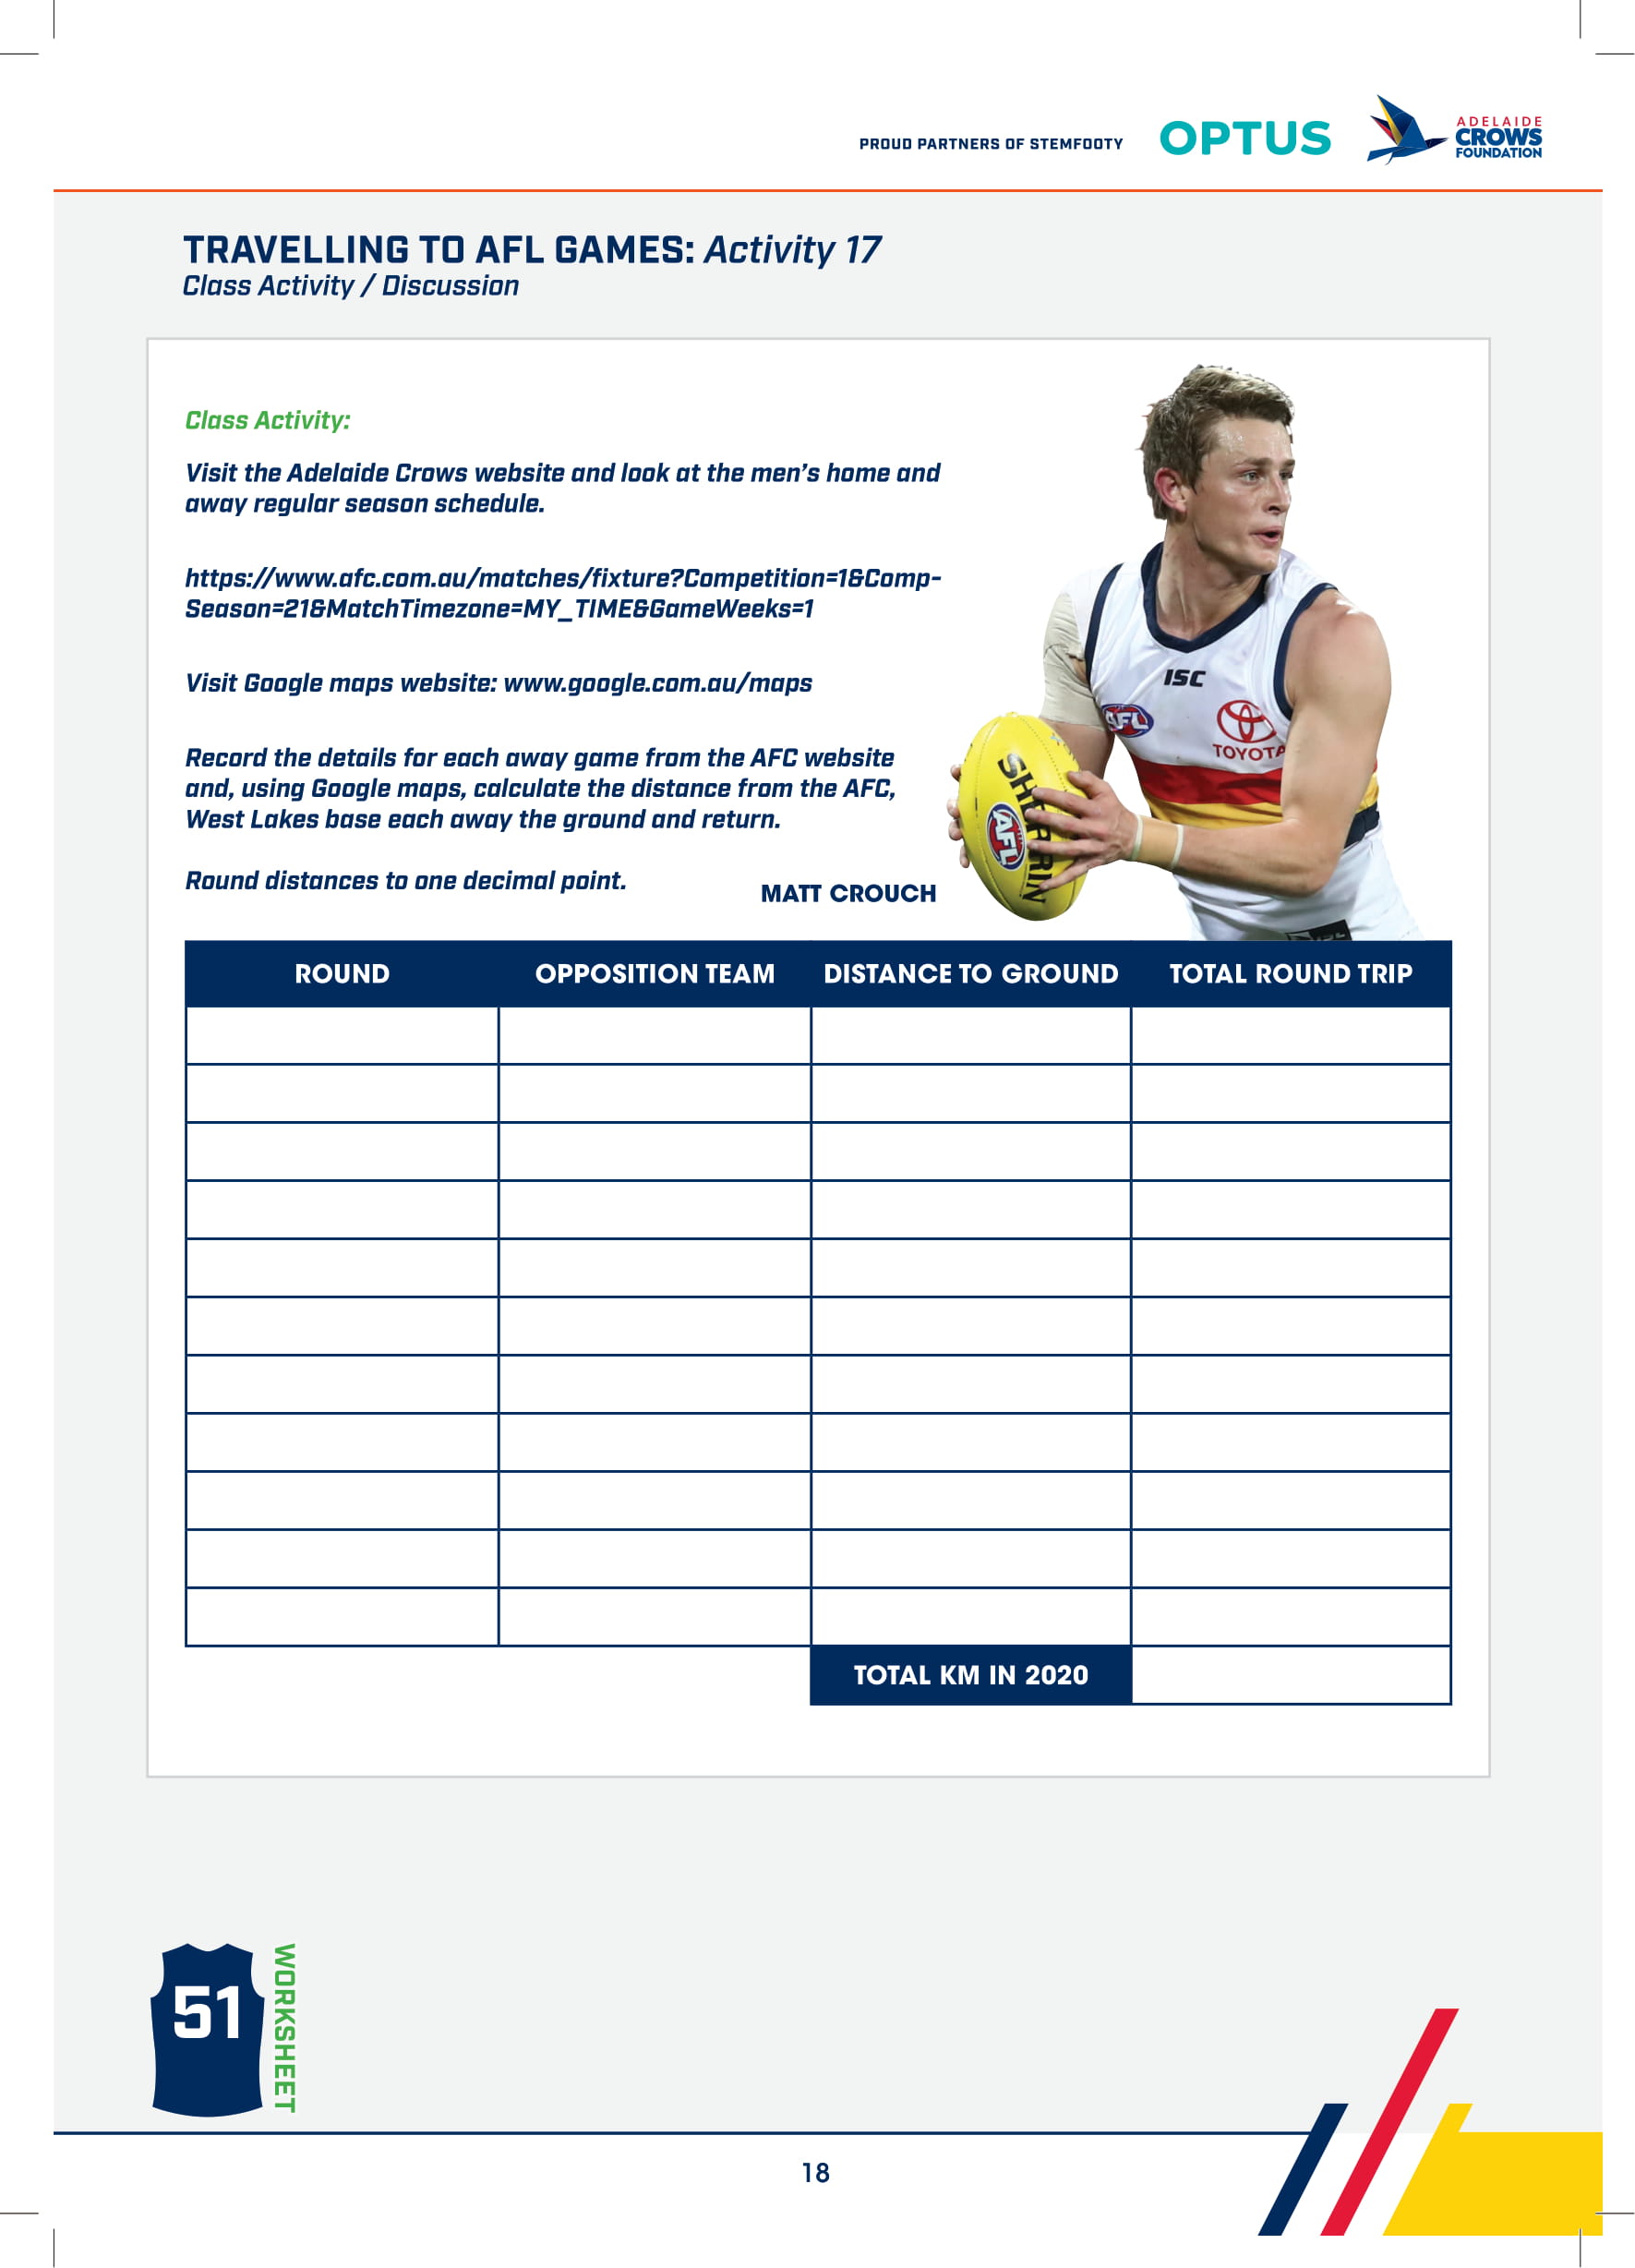 PROUD PARTNERS OF STEMFOOTY
OPTUS
ADELAIDE
CROWS
FOUNDATION
TRAVELLING TO AFL GAMES: Activity 17
Class Activity / Discussion
Class Activity:
Visit the Adelaide Crows website and look at the men's home and
away regular season schedule.
https://www.afc.com.au/matches/fixture?Competition=1&Comp-
Season=21&MatchTimezone=MY_TIME&GameWeeks=1
Visit Google maps website: www.google.com.au/maps
Record the details for each away game from the AFC website
and, using Google maps, calculate the distance from the AFC,
West Lakes base each away the ground and return.
Round distances to one decimal point.
MATT CROUCH
ISC
AFL
TOYOTA
SHERRIN
AFL
ROUND OPPOSITION TEAM DISTANCE TO GROUND TOTAL ROUND TRIP
TOTAL KM IN 2020
51
WORKSHEET
18